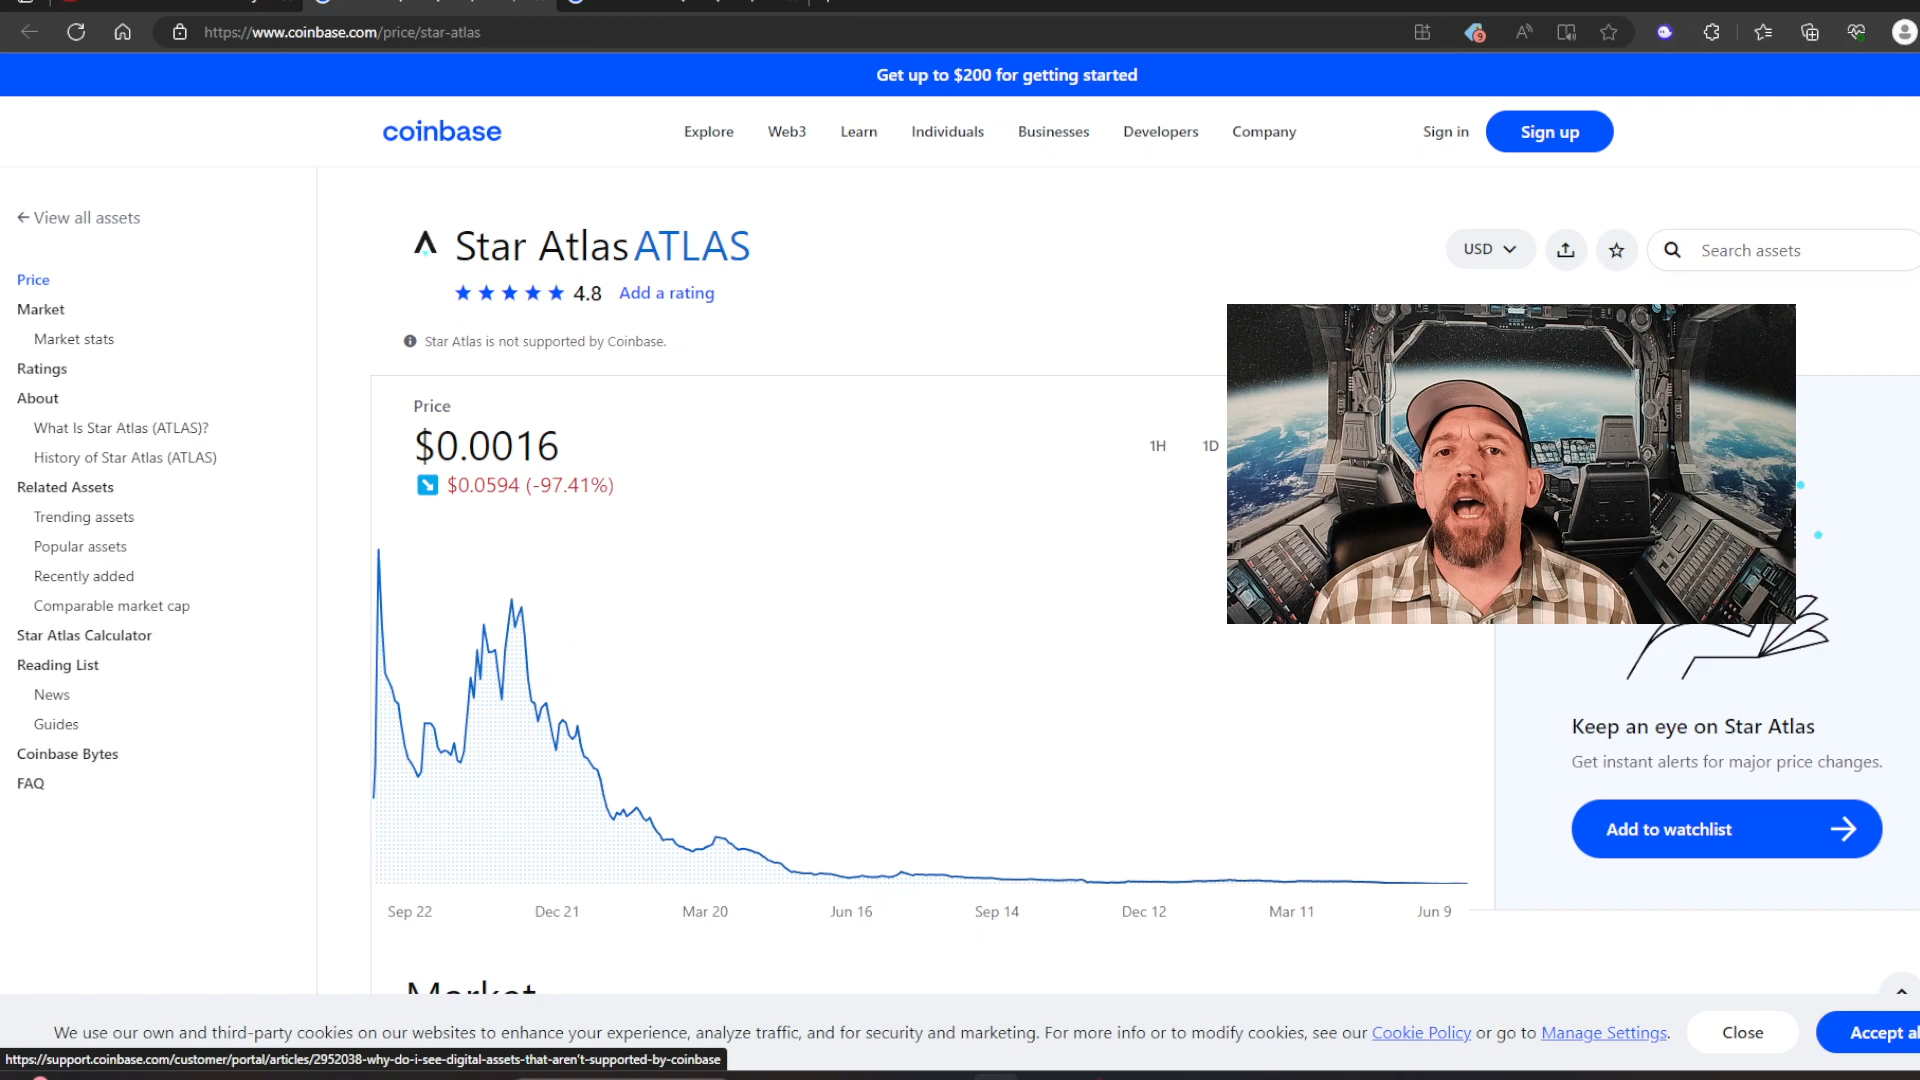 https://www.coinbase.com/price/star-atlas
9
Get up to $200 for getting started
coinbase
Explore
Web3
Learn
Individuals
Businesses
Developers
Company
Sign in
Sign up
← View all assets
Price
Market
Market stats
Ratings
About
What Is Star Atlas (ATLAS)?
History of Star Atlas (ATLAS)
Related Assets
Trending assets
Popular assets
Recently added
Comparable market cap
Star Atlas Calculator
Reading List
News
Guides
Coinbase Bytes
FAQ
Star Atlas ATLAS
4.8 Add a rating
USD
Search assets
Star Atlas is not supported by Coinbase.
Price
$0.0016
$0.0594 (-97.41%)
1H
1D
Sep 22
Dec 21
Mar 20
Jun 16
Sep 14
Dec 12
Mar 11
Jun 9
Keep an eye on Star Atlas
Get instant alerts for major price changes.
Add to watchlist
Market
We use our own and third-party cookies on our websites to enhance your experience, analyze traffic, and for security and marketing. For more info or to modify cookies, see our Cookie Policy or go to Manage Settings.
Close
Accept al
https://support.coinbase.com/customer/portal/articles/2952038-why-do-i-see-digital-assets-that-aren't-supported-by-coinbase